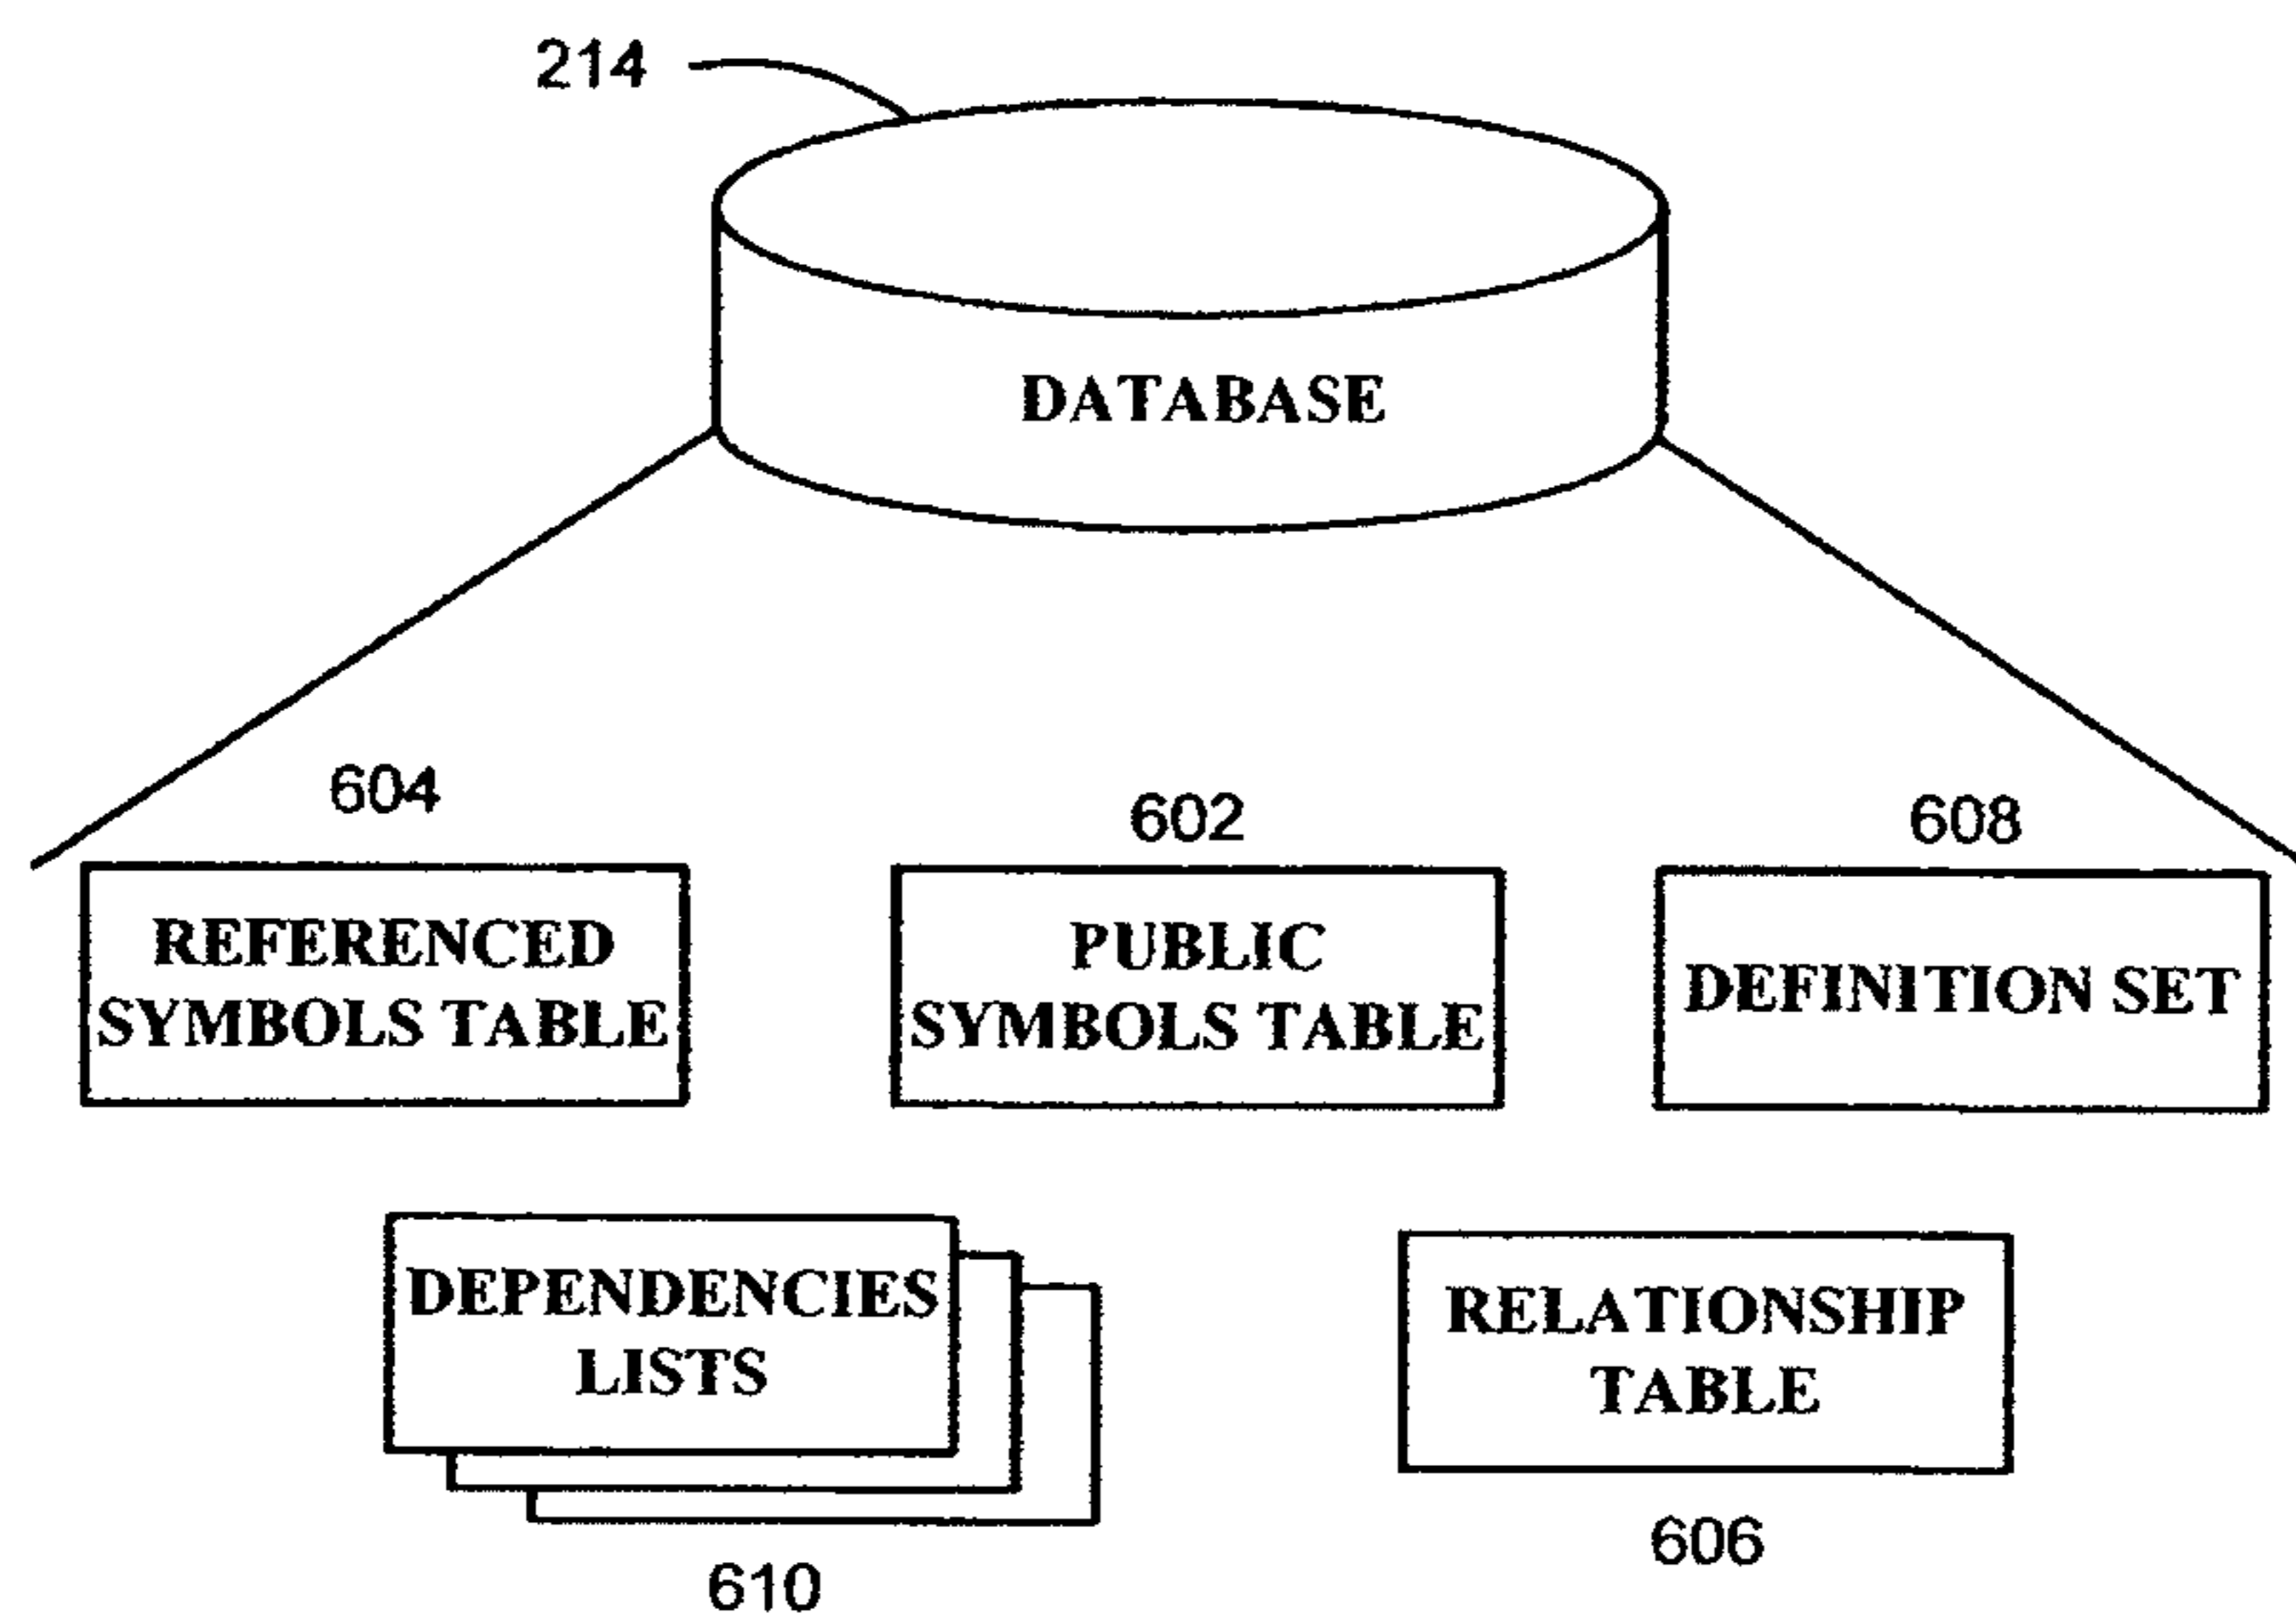 214
DATABASE
604
602
608
REFERENCED
SYMBOLS TABLE
PUBLIC
SYMBOLS TABLE
DEFINITION SET
DEPENDENCIES
LISTS
RELATIONSHIP
TABLE
610
606